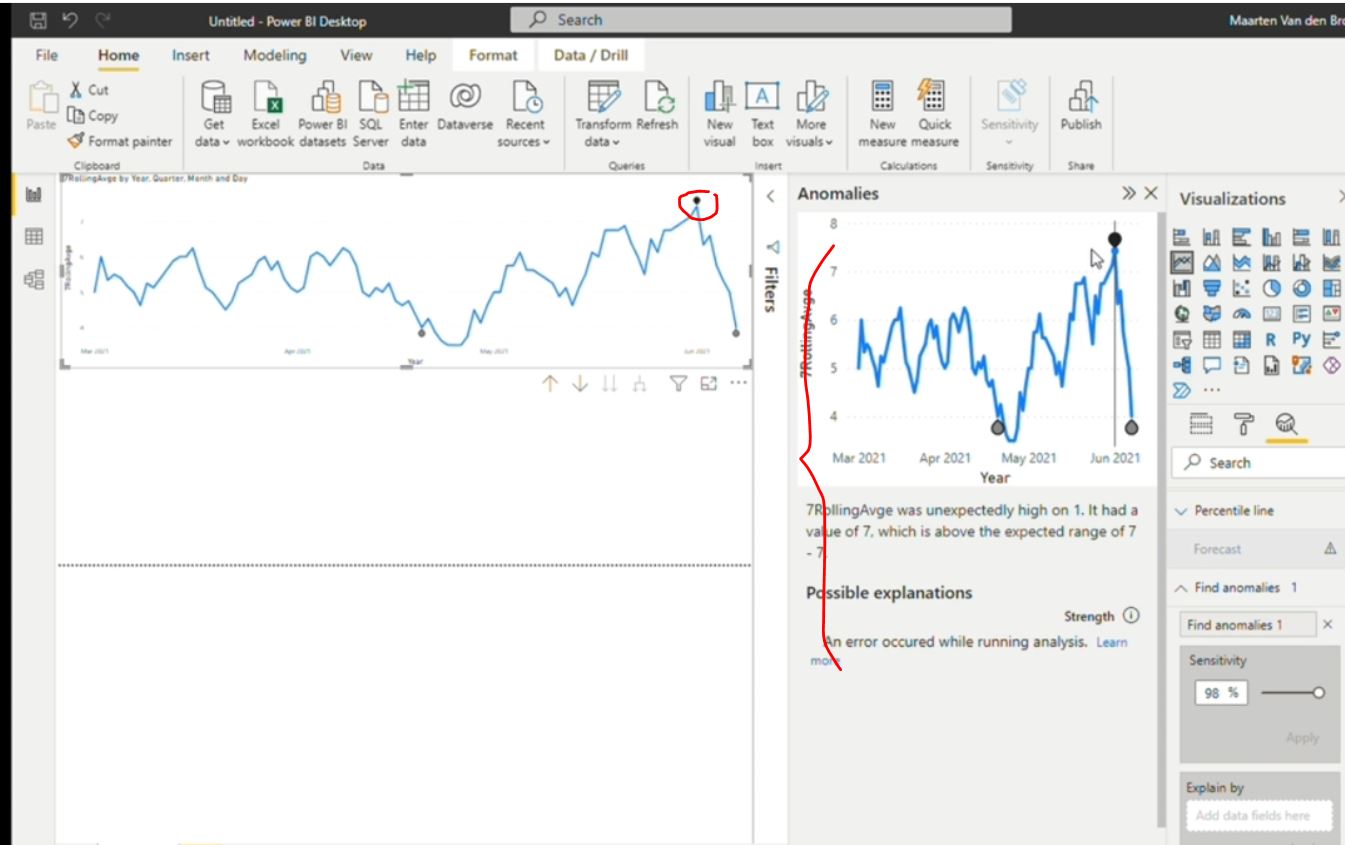 Untitled - Power BI Desktop
Search
Maarten Van den Bro
File Home Insert Modeling View Help Format Data / Drill
Paste
Cut
Copy
Format painter
Clipboard
Get data
Excel workbook
Power BI datasets
SQL Server
Enter data
Dataverse
Recent sources
Data
Transform data
Refresh
Queries
New visual
Text box
More visuals
Insert
New measure
Quick measure
Calculations
Sensitivity
Sensitivity
Publish
Share
7RollingAvge by Year, Quarter, Month and Day
7RollingAvge
7
6
5
4
Mar 2021 Apr 2021 May 2021 Jun 2021
Year
Filters
Anomalies
8
7
6
5
4
7RollingAvge
Mar 2021 Apr 2021 May 2021 Jun 2021
Year
7RollingAvge was unexpectedly high on 1. It had a
value of 7, which is above the expected range of 7
- 7.
Possible explanations
Strength
An error occured while running analysis. Learn
more
Visualizations
R Py
Search
Percentile line
Forecast
Find anomalies 1
Find anomalies 1
Sensitivity
98 %
Apply
Explain by
Add data fields here